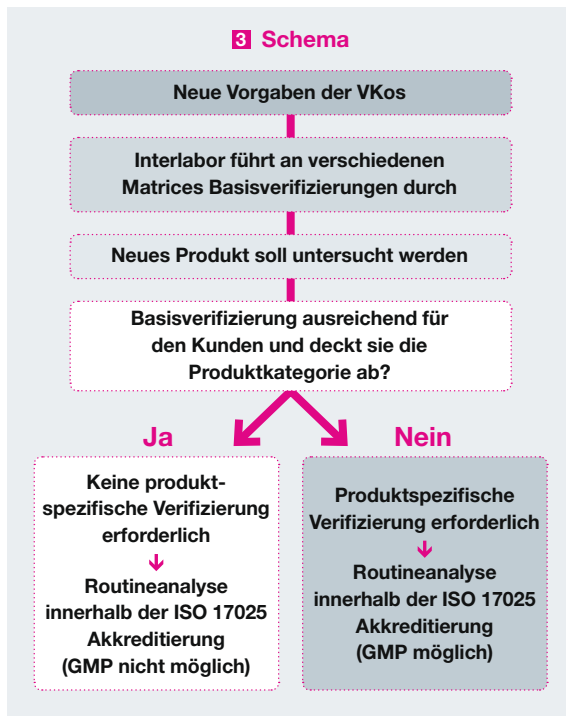 3 Schema
Neue Vorgaben der VKos
Interlabor führt an verschiedenen
Matrices Basisverifizierungen durch
Neues Produkt soll untersucht werden
Basisverifizierung ausreichend für
den Kunden und deckt sie die
Produktkategorie ab?
Ja
Keine produkt-
spezifische Verifizierung
erforderlich
Routineanalyse
innerhalb der ISO 17025
Akkreditierung
(GMP nicht möglich)
Nein
Produktspezifische
Verifizierung erforderlich
Routineanalyse
innerhalb der ISO 17025
Akkreditierung
(GMP möglich)